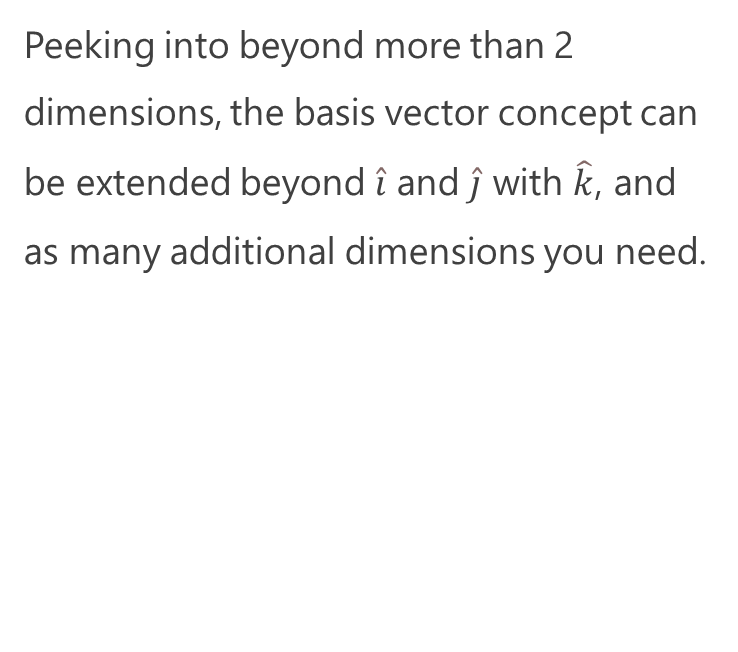 Peeking into beyond more than 2
dimensions, the basis vector concept can
be extended beyond î and ĵ with k̂, and
as many additional dimensions you need.